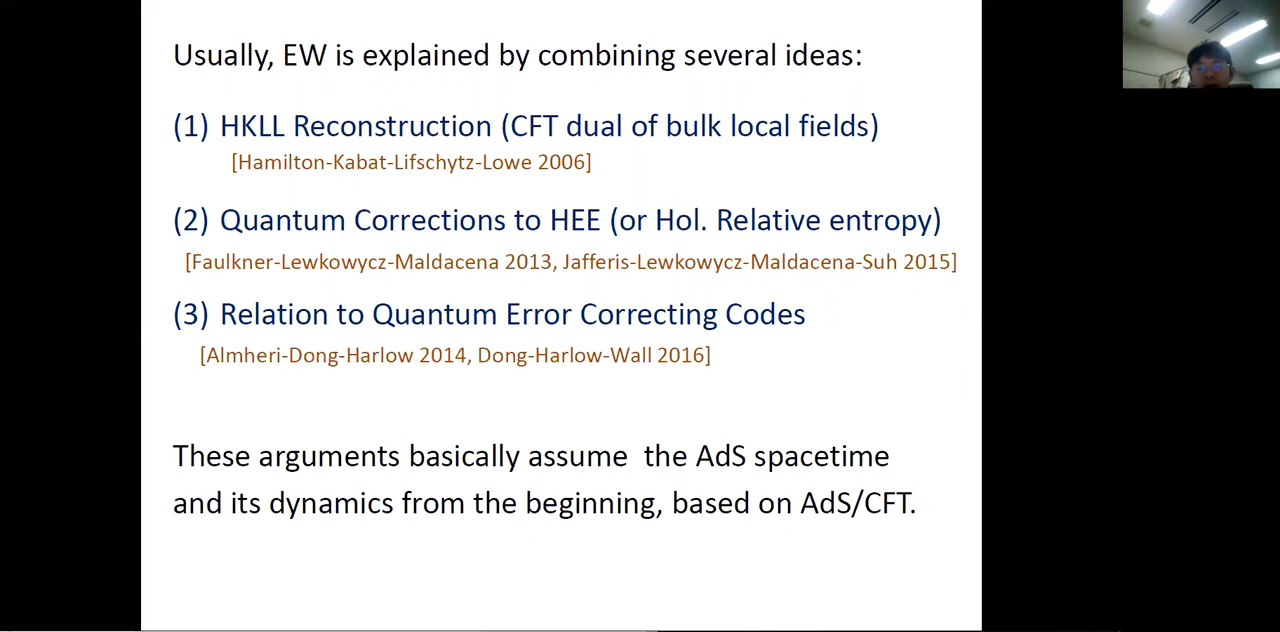 Usually, EW is explained by combining several ideas:
(1) HKLL Reconstruction (CFT dual of bulk local fields)
[Hamilton-Kabat-Lifschytz-Lowe 2006]
(2) Quantum Corrections to HEE (or Hol. Relative entropy)
[Faulkner-Lewkowycz-Maldacena 2013, Jafferis-Lewkowycz-Maldacena-Suh 2015]
(3) Relation to Quantum Error Correcting Codes
[Almheri-Dong-Harlow 2014, Dong-Harlow-Wall 2016]
These arguments basically assume the AdS spacetime
and its dynamics from the beginning, based on AdS/CFT.